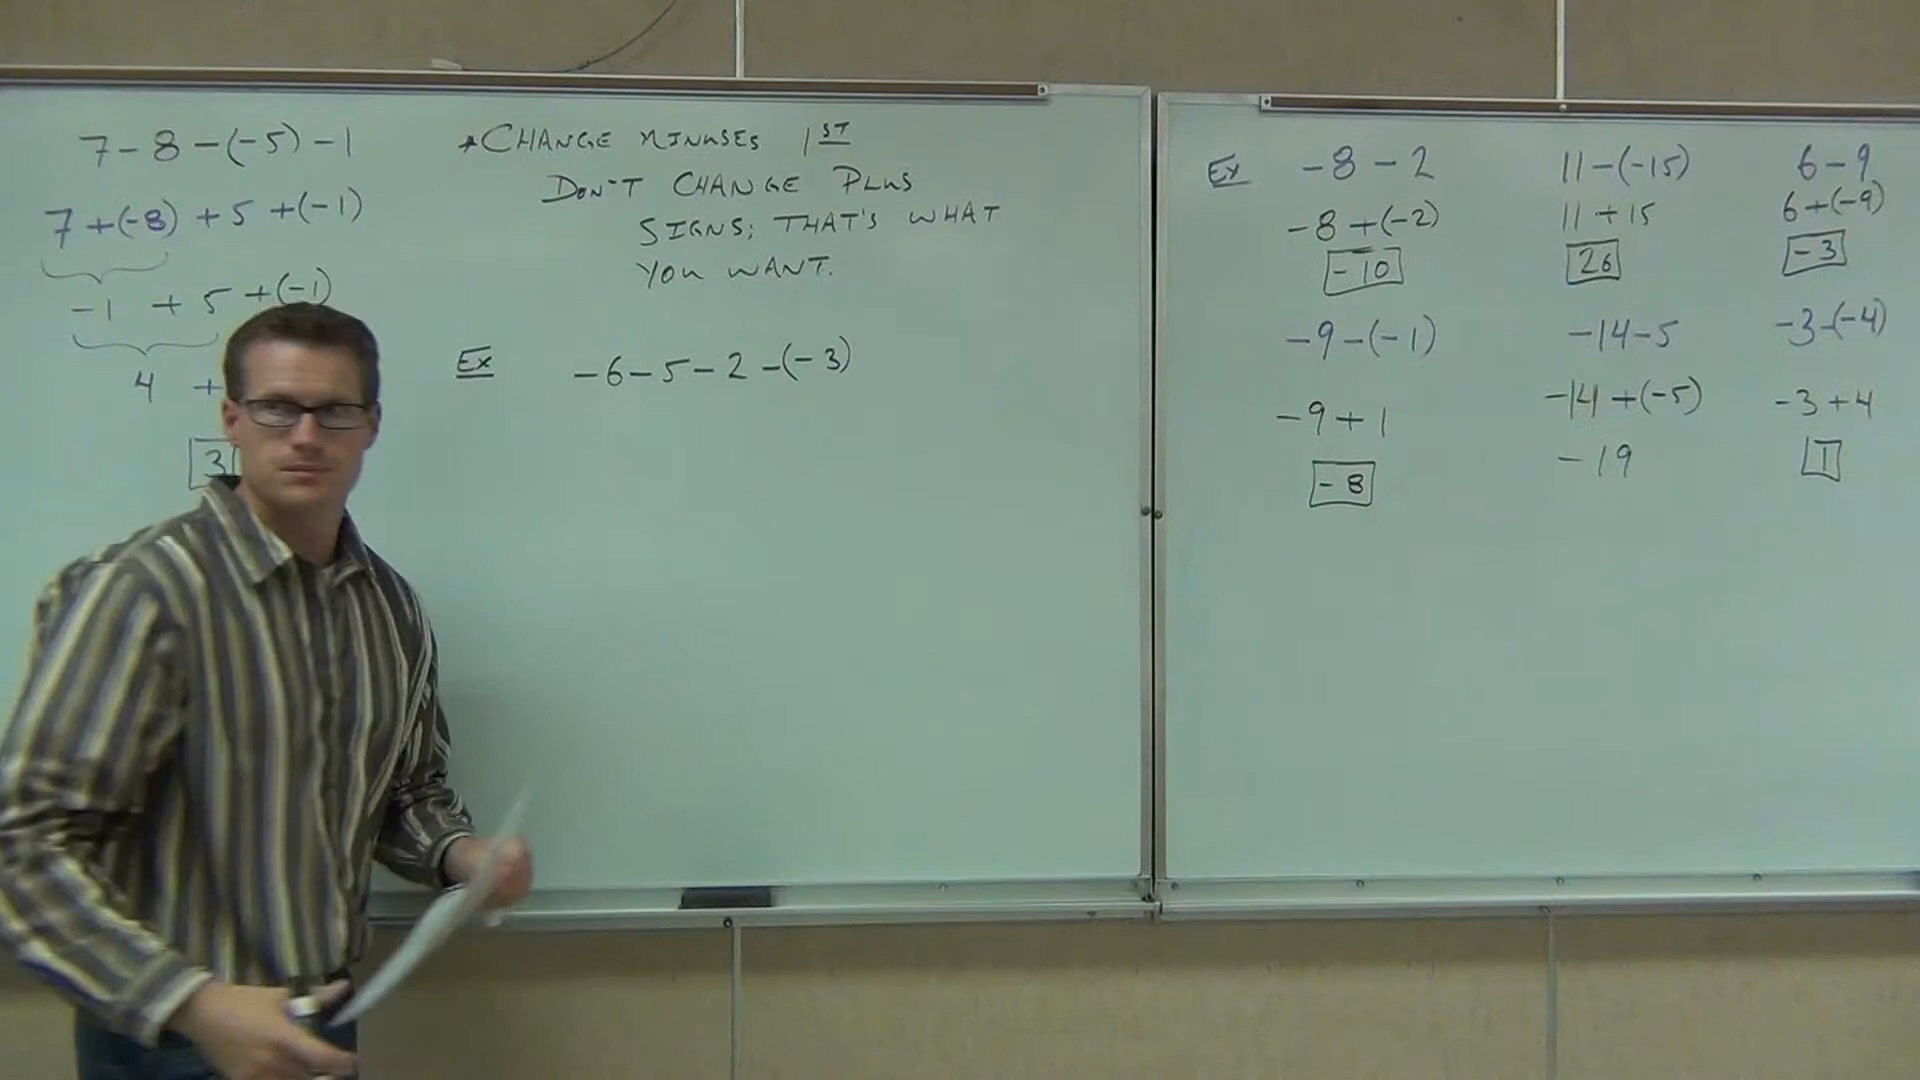 7 - 8 - (-5) - 1
7 + (-8) + 5 + (-1)
-1 + 5 + (-1)
4 +
3
*CHANGE MINUSES 1ST
DON'T CHANGE PLUS
SIGNS; THAT'S WHAT
YOU WANT.
Ex -6 - 5 - 2 - (-3)
Ex -8 - 2 11 - (-15) 6 - 9
-8 + (-2) 11 + 15 6 + (-9)
-10 26 -3
-9 - (-1) -14 - 5 -3 - (-4)
-9 + 1 -14 + (-5) -3 + 4
-8 -19 1